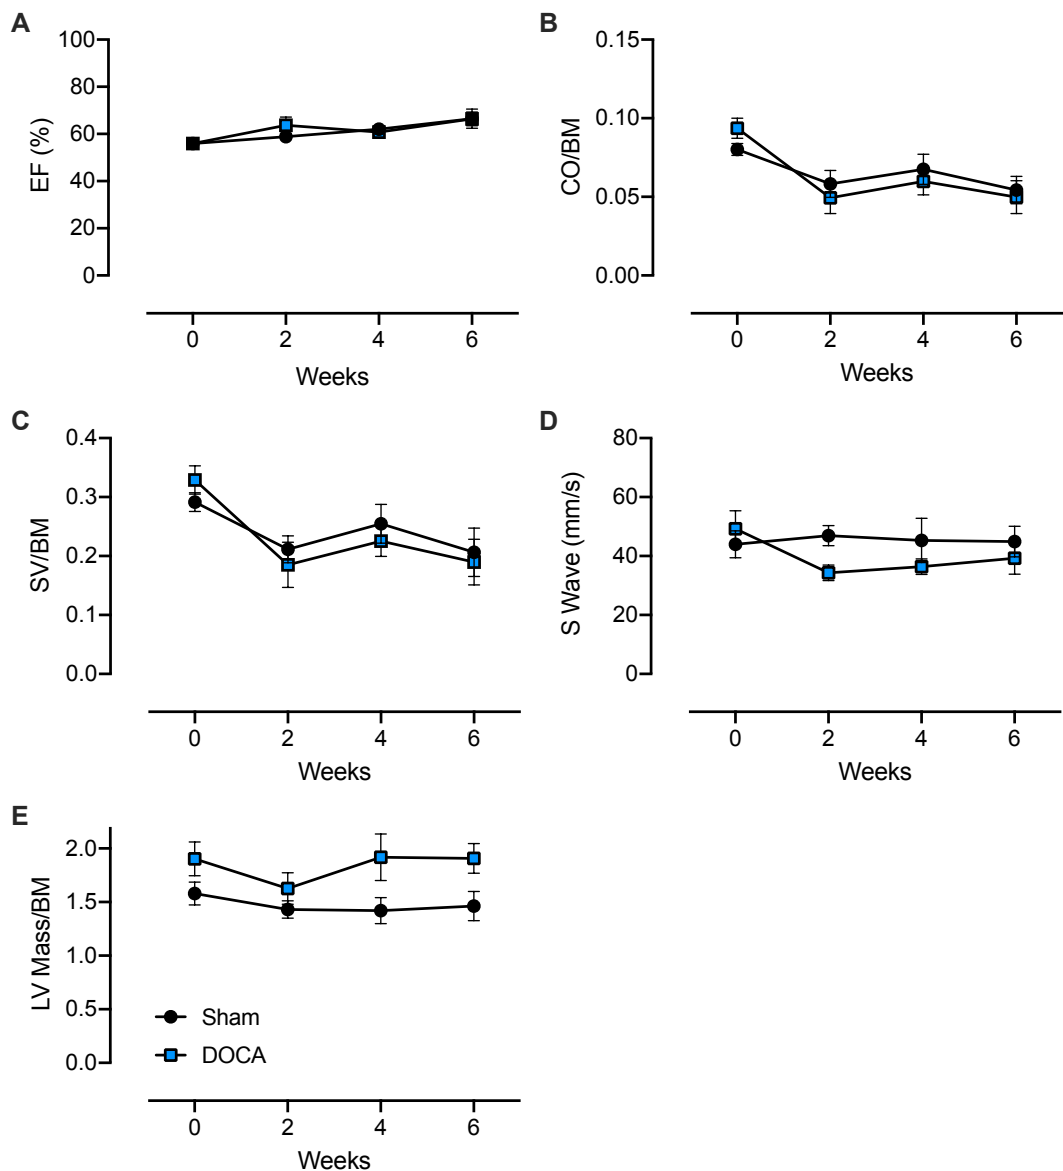 A
100
80
60
40
20
0
EF (%)
0 2 4 6
Weeks
B
0.15
0.10
0.05
0.00
CO/BM
0 2 4 6
Weeks
C
0.4
0.3
0.2
0.1
0.0
SV/BM
0 2 4 6
Weeks
D
80
60
40
20
0
S Wave (mm/s)
0 2 4 6
Weeks
E
2.0
1.5
1.0
0.5
0.0
LV Mass/BM
Sham
DOCA
0 2 4 6
Weeks